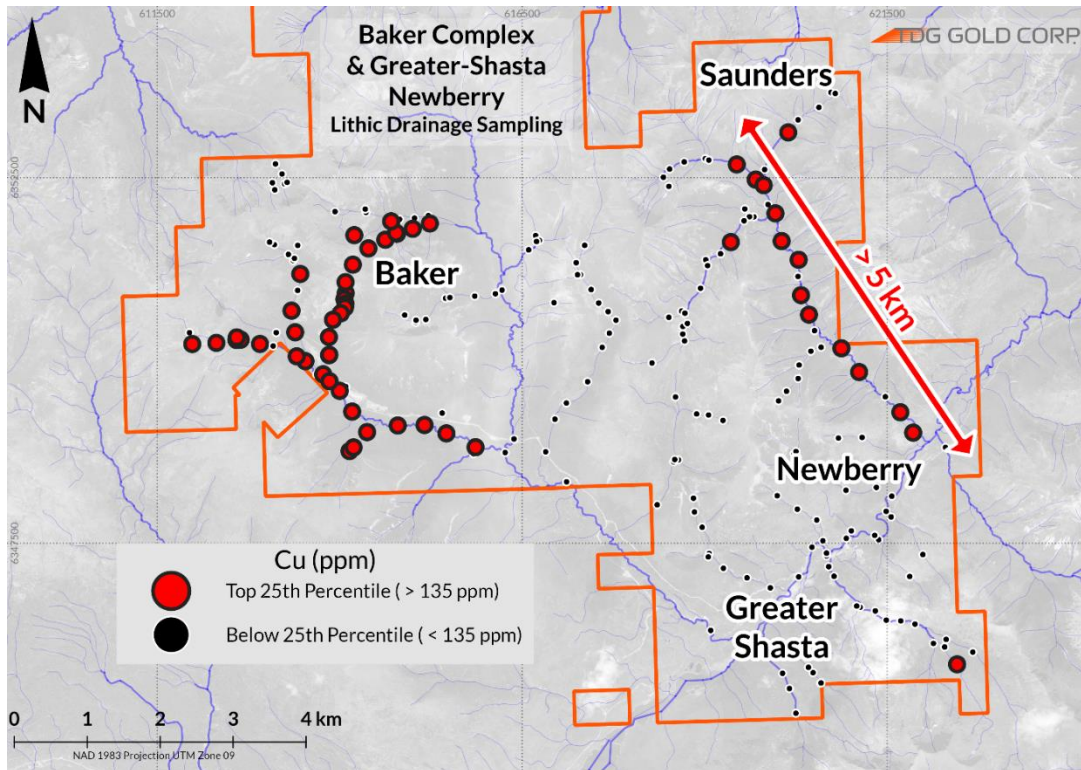 611500
616500
621500
Baker Complex
& Greater-Shasta
Newberry
Lithic Drainage Sampling
TDG GOLD CORP.
N
Saunders
6352500
> 5 km
Baker
Newberry
6347500
Cu (ppm)
Top 25th Percentile ( > 135 ppm)
Below 25th Percentile ( < 135 ppm)
Greater
Shasta
0 1 2 3 4 km
NAD 1983 Projection UTM Zone 09